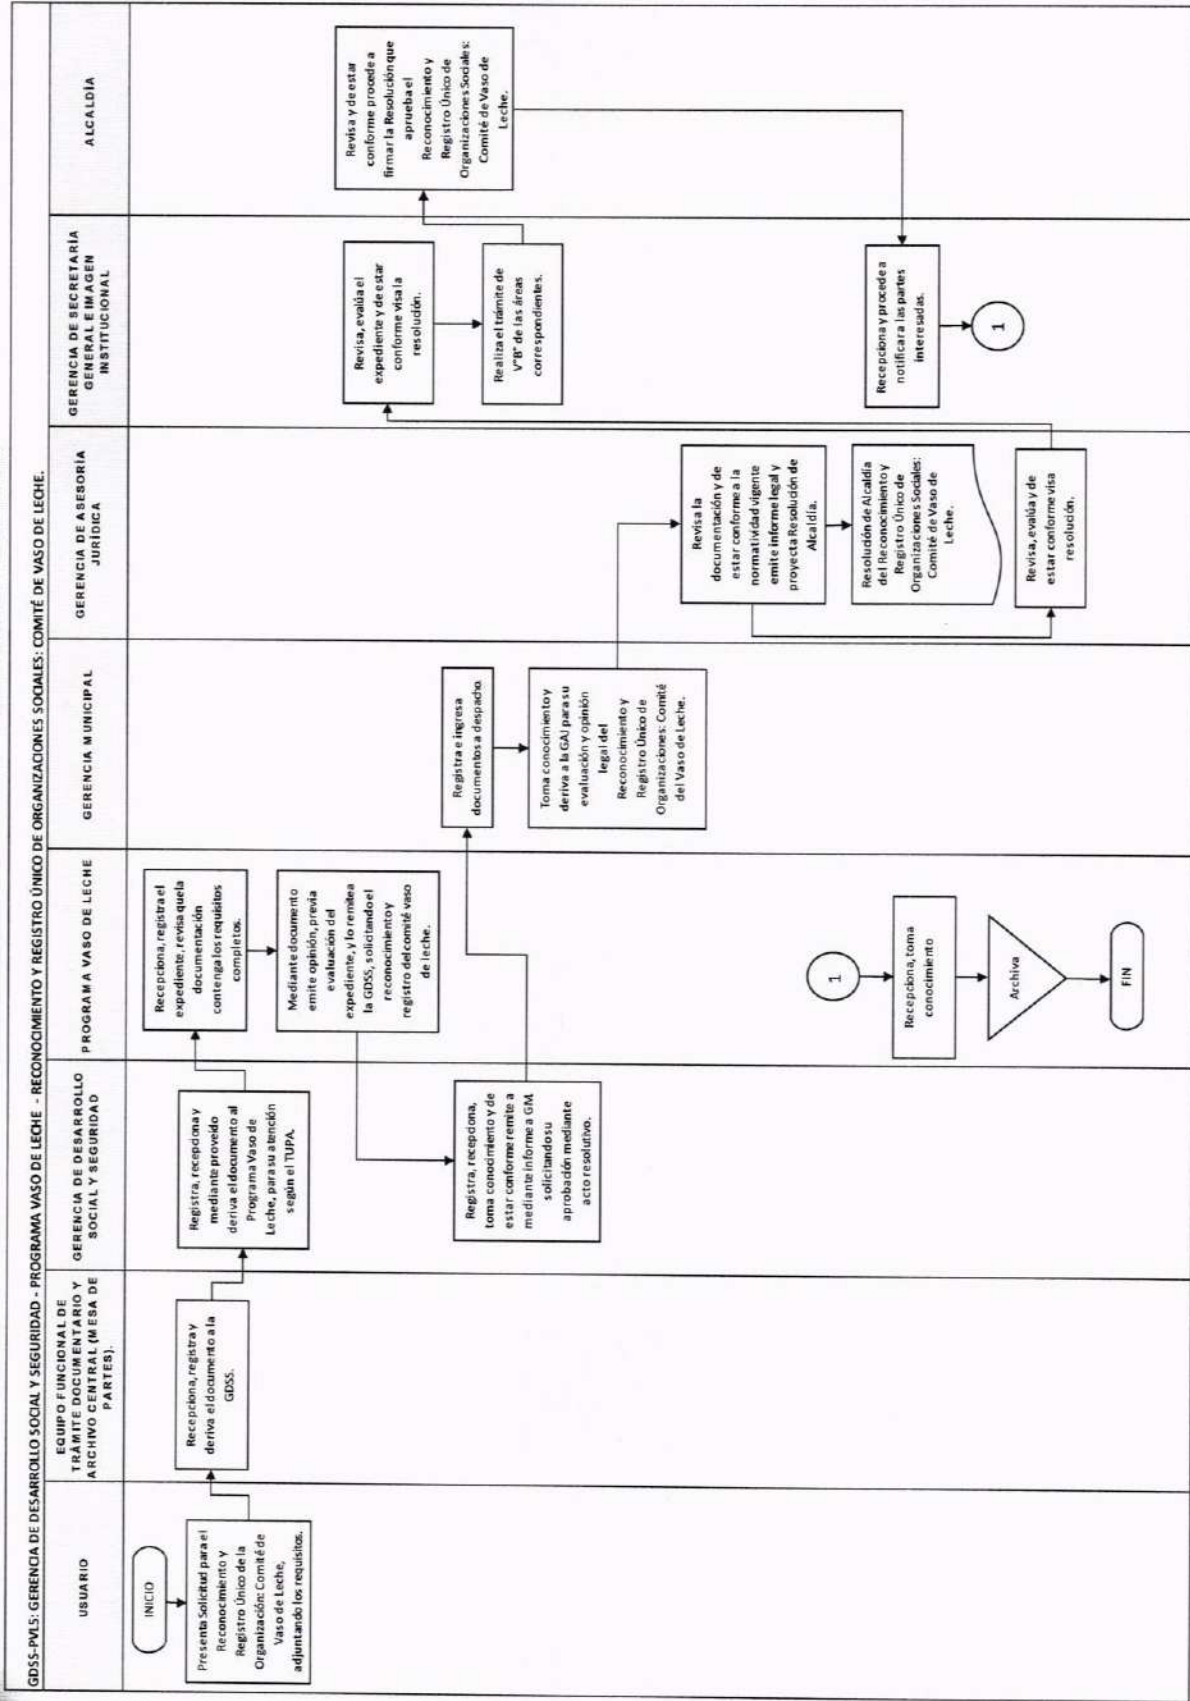 GDSS-PVL5: GERENCIA DE DESARROLLO SOCIAL Y SEGURIDAD - PROGRAMA VASO DE LECHE - RECONOCIMIENTO Y REGISTRO ÚNICO DE ORGANIZACIONES SOCIALES: COMITÉ DE VASO DE LECHE.
USUARIO
EQUIPO FUNCIONAL DE
TRÁMITE DOCUMENTARIO Y
ARCHIVO CENTRAL (MESA DE
PARTES).
GERENCIA DE DESARROLLO
SOCIAL Y SEGURIDAD
PROGRAMA VASO DE LECHE
GERENCIA MUNICIPAL
GERENCIA DE ASESORÍA
JURÍDICA
GERENCIA DE SECRETARÍA
GENERAL E IMAGEN
INSTITUCIONAL
ALCALDÍA
INICIO
Presenta Solicitud para el
Reconocimiento y
Registro Único de la
Organización: Comité de
Vaso de Leche,
adjuntando los requisitos.
Recepciona, registra y
deriva el documento a la
GDSS.
Registra, recepciona y
mediante proveído
deriva el documento al
Programa Vaso de
Leche, para su atención
según el TUPA.
Recepciona, registra el
expediente, revisa que la
documentación
contenga los requisitos
completos.
Mediante documento
emite opinión, previa
evaluación del
expediente, y lo remite a
la GDSS, solicitando el
reconocimiento y
registro del comité vaso
de leche.
Registra, recepciona,
toma conocimiento y de
estar conforme remite a
mediante informe a GM,
solicitando su
aprobación mediante
acto resolutivo.
Registra e ingresa
documentos a despacho.
Toma conocimiento y
deriva a la GAJ para su
evaluación y opinión
legal del
Reconocimiento y
Registro Único de
Organizaciones: Comité
del Vaso de Leche.
Revisa la
documentación y de
estar conforme a la
normatividad vigente
emite informe legal y
proyecta Resolución de
Alcaldía.
Resolución de Alcaldía
del Reconocimiento y
Registro Único de
Organizaciones Sociales:
Comité de Vaso de
Leche.
Revisa, evalúa y de
estar conforme visa
resolución.
Revisa, evalúa el
expediente y de estar
conforme visa la
resolución.
Realiza el trámite de
V°B° de las áreas
correspondientes.
Revisa y de estar
conforme procede a
firmar la Resolución que
aprueba el
Reconocimiento y
Registro Único de
Organizaciones Sociales:
Comité de Vaso de
Leche.
Recepciona y procede a
notificar a las partes
interesadas.
1
1
Recepciona, toma
conocimiento
Archiva
FIN